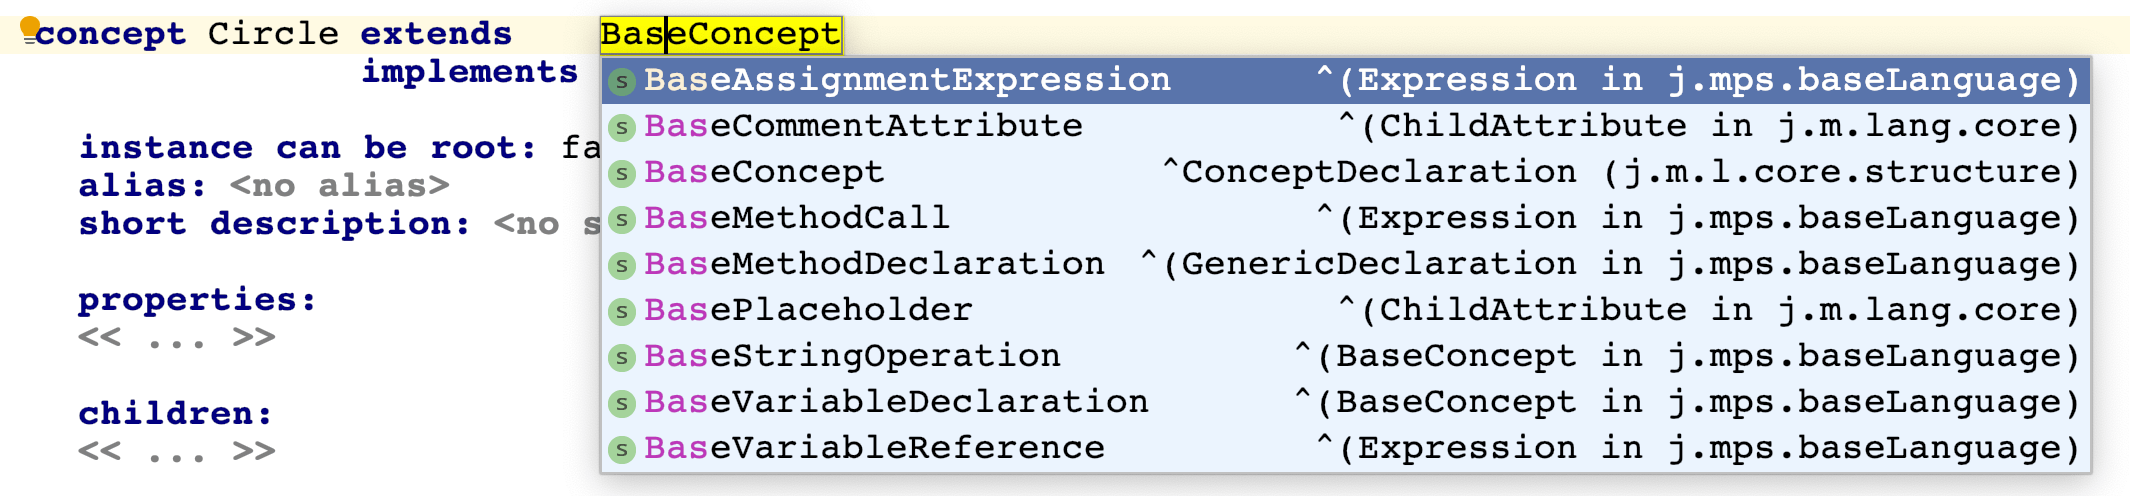 concept Circle extends BaseConcept
implements
s BaseAssignmentExpression ^(Expression in j.mps.baseLanguage)
s BaseCommentAttribute ^(ChildAttribute in j.m.lang.core)
instance can be root: fa
s BaseConcept ^ConceptDeclaration (j.m.l.core.structure)
alias: <no alias>
s BaseMethodCall ^(Expression in j.mps.baseLanguage)
short description: <no s
s BaseMethodDeclaration ^(GenericDeclaration in j.mps.baseLanguage)
properties:
s BasePlaceholder ^(ChildAttribute in j.m.lang.core)
<< ... >>
s BaseStringOperation ^(BaseConcept in j.mps.baseLanguage)
s BaseVariableDeclaration ^(BaseConcept in j.mps.baseLanguage)
children:
s BaseVariableReference ^(Expression in j.mps.baseLanguage)
<< ... >>